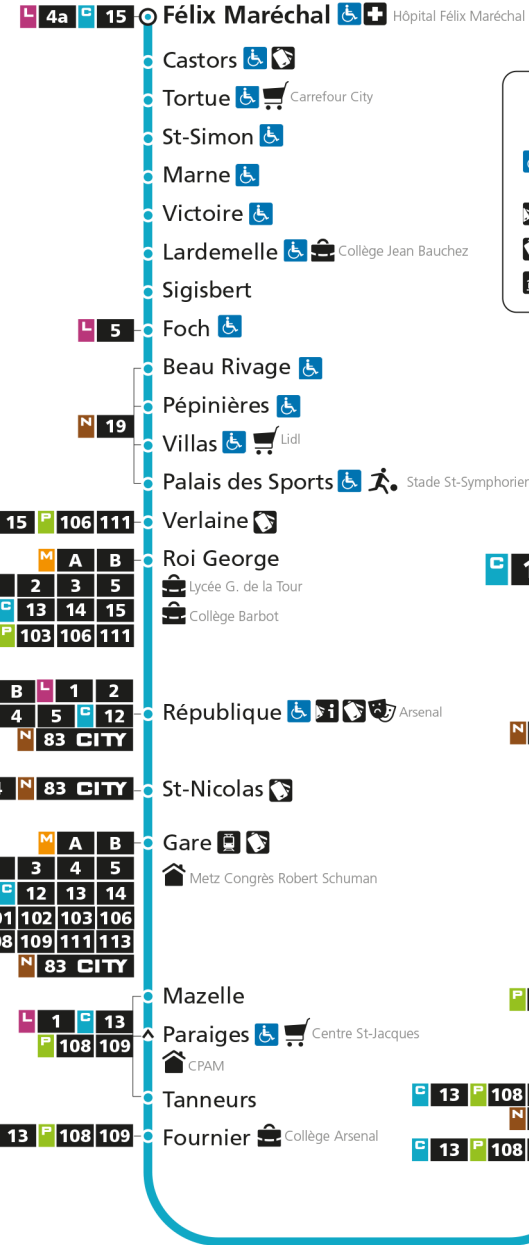 L 4a C 15 Félix Maréchal Hôpital Félix Maréchal
Castors
Tortue Carrefour City
St-Simon
Marne
Victoire
Lardemelle Collège Jean Bauchez
Sigisbert
L 5 Foch
Beau Rivage
Pépinières
N 19
Villas Lidl
Palais des Sports Stade St-Symphorien
15 P 106 111 Verlaine
M A B Roi George
2 3 5 Lycée G. de la Tour
C 13 14 15 Collège Barbot
P 103 106 111
C
B L 1 2
4 5 C 12 République i Arsenal
N 83 CITY
N
N 83 CITY St-Nicolas
M A B Gare
3 4 5 Metz Congrès Robert Schuman
C 12 13 14
102 103 106
109 111 113
N 83 CITY
Mazelle
P
L 1 C 13 Paraiges Centre St-Jacques
P 108 109
CPAM
Tanneurs C 13 P 108
N
13 P 108 109 Fournier Collège Arsenal
C 13 P 108